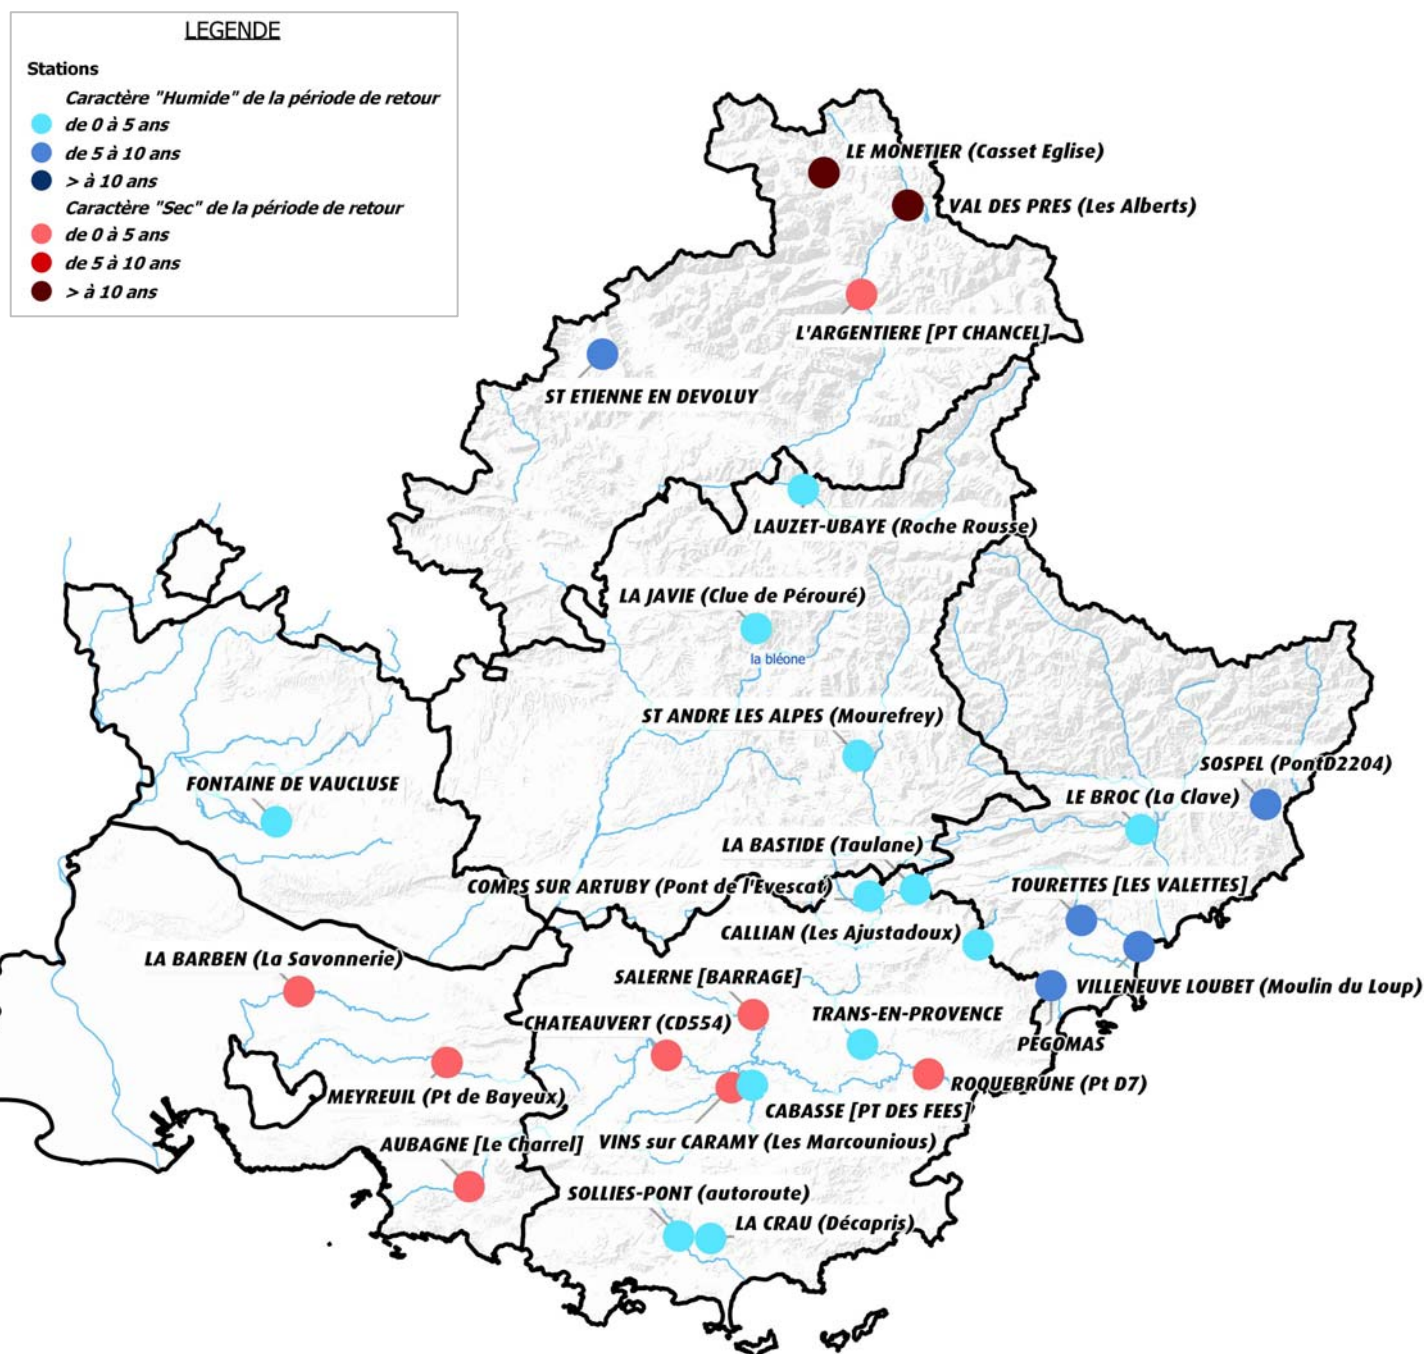 LEGENDE
Stations
Caractère "Humide" de la période de retour
de 0 à 5 ans
de 5 à 10 ans
> à 10 ans
Caractère "Sec" de la période de retour
de 0 à 5 ans
de 5 à 10 ans
> à 10 ans
LE MONETIER (Casset Eglise)
VAL DES PRES (Les Alberts)
L'ARGENTIERE [PT CHANCEL]
ST ETIENNE EN DEVOLUY
LAUZET-UBAYE (Roche Rousse)
LA JAVIE (Clue de Pérouré)
la bléone
ST ANDRE LES ALPES (Mourefrey)
SOSPEL (PontD2204)
FONTAINE DE VAUCLUSE
LE BROC (La Clave)
LA BASTIDE (Taulane)
COMPS SUR ARTUBY (Pont de l'Evescat)
TOURETTES [LES VALETTES]
CALLIAN (Les Ajustadoux)
LA BARBEN (La Savonnerie)
SALERNE [BARRAGE]
VILLENEUVE LOUBET (Moulin du Loup)
TRANS-EN-PROVENCE
CHATEAUVERT (CD554)
PEGOMAS
ROQUEBRUNE (Pt D7)
MEYREUIL (Pt de Bayeux)
CABASSE [PT DES FEES]
VINS sur CARAMY (Les Marcounious)
AUBAGNE [Le Charrel]
SOLLIES-PONT (autoroute)
LA CRAU (Décapris)